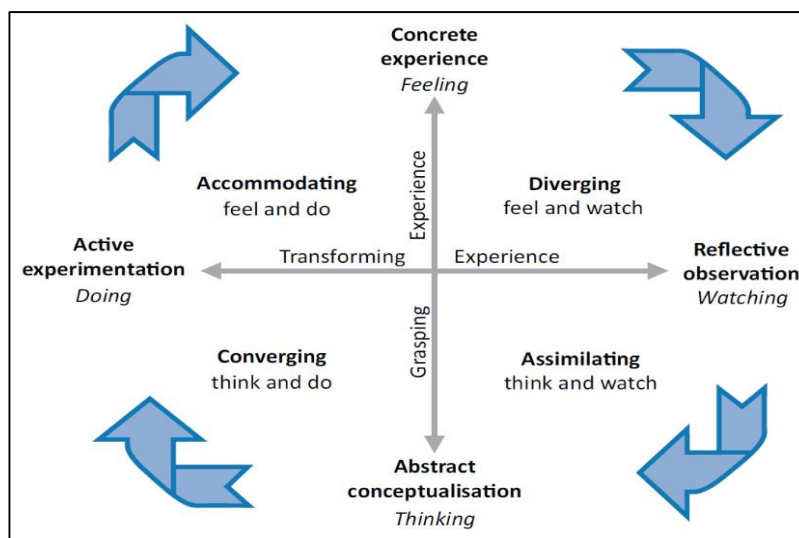 Concrete
experience
Feeling
Accommodating
feel and do
Experience
Diverging
feel and watch
Active
experimentation
Doing
Transforming
Experience
Reflective
observation
Watching
Grasping
Converging
think and do
Assimilating
think and watch
Abstract
conceptualisation
Thinking